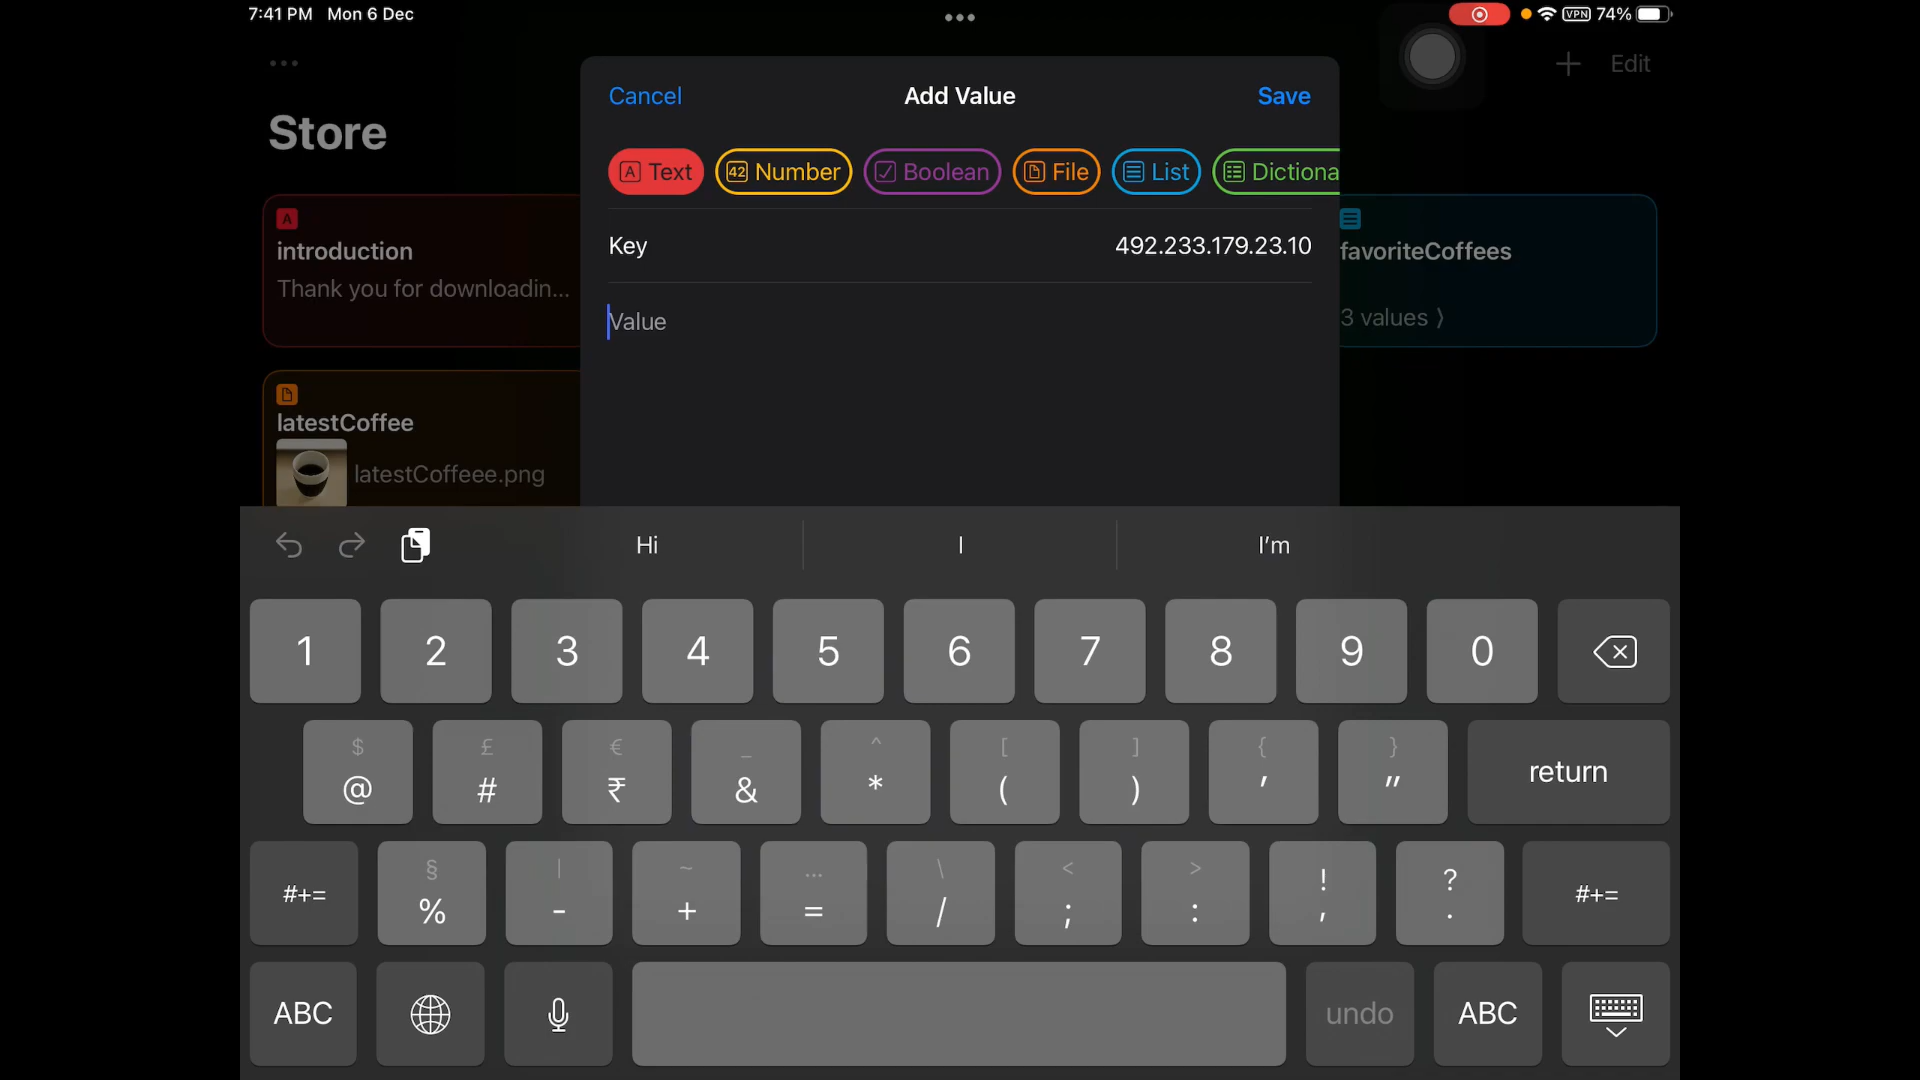 7:41 PM Mon 6 Dec
VPN 74%
Edit
Cancel Add Value Save
Store
A Text 42 Number Boolean File List Dictiona
A
introduction
Thank you for downloadin...
favoriteCoffees
3 values ⟩
Key 492.233.179.23.10
Value
latestCoffee
latestCoffeee.png
Hi I I'm
1 2 3 4 5 6 7 8 9 0
$ £ € _ ^ [ ] { }
@ # ₹ & * ( ) ' " return
§ | ~ ... \ < > ! ?
#+= % - + = / ; : , . #+=
ABC undo ABC